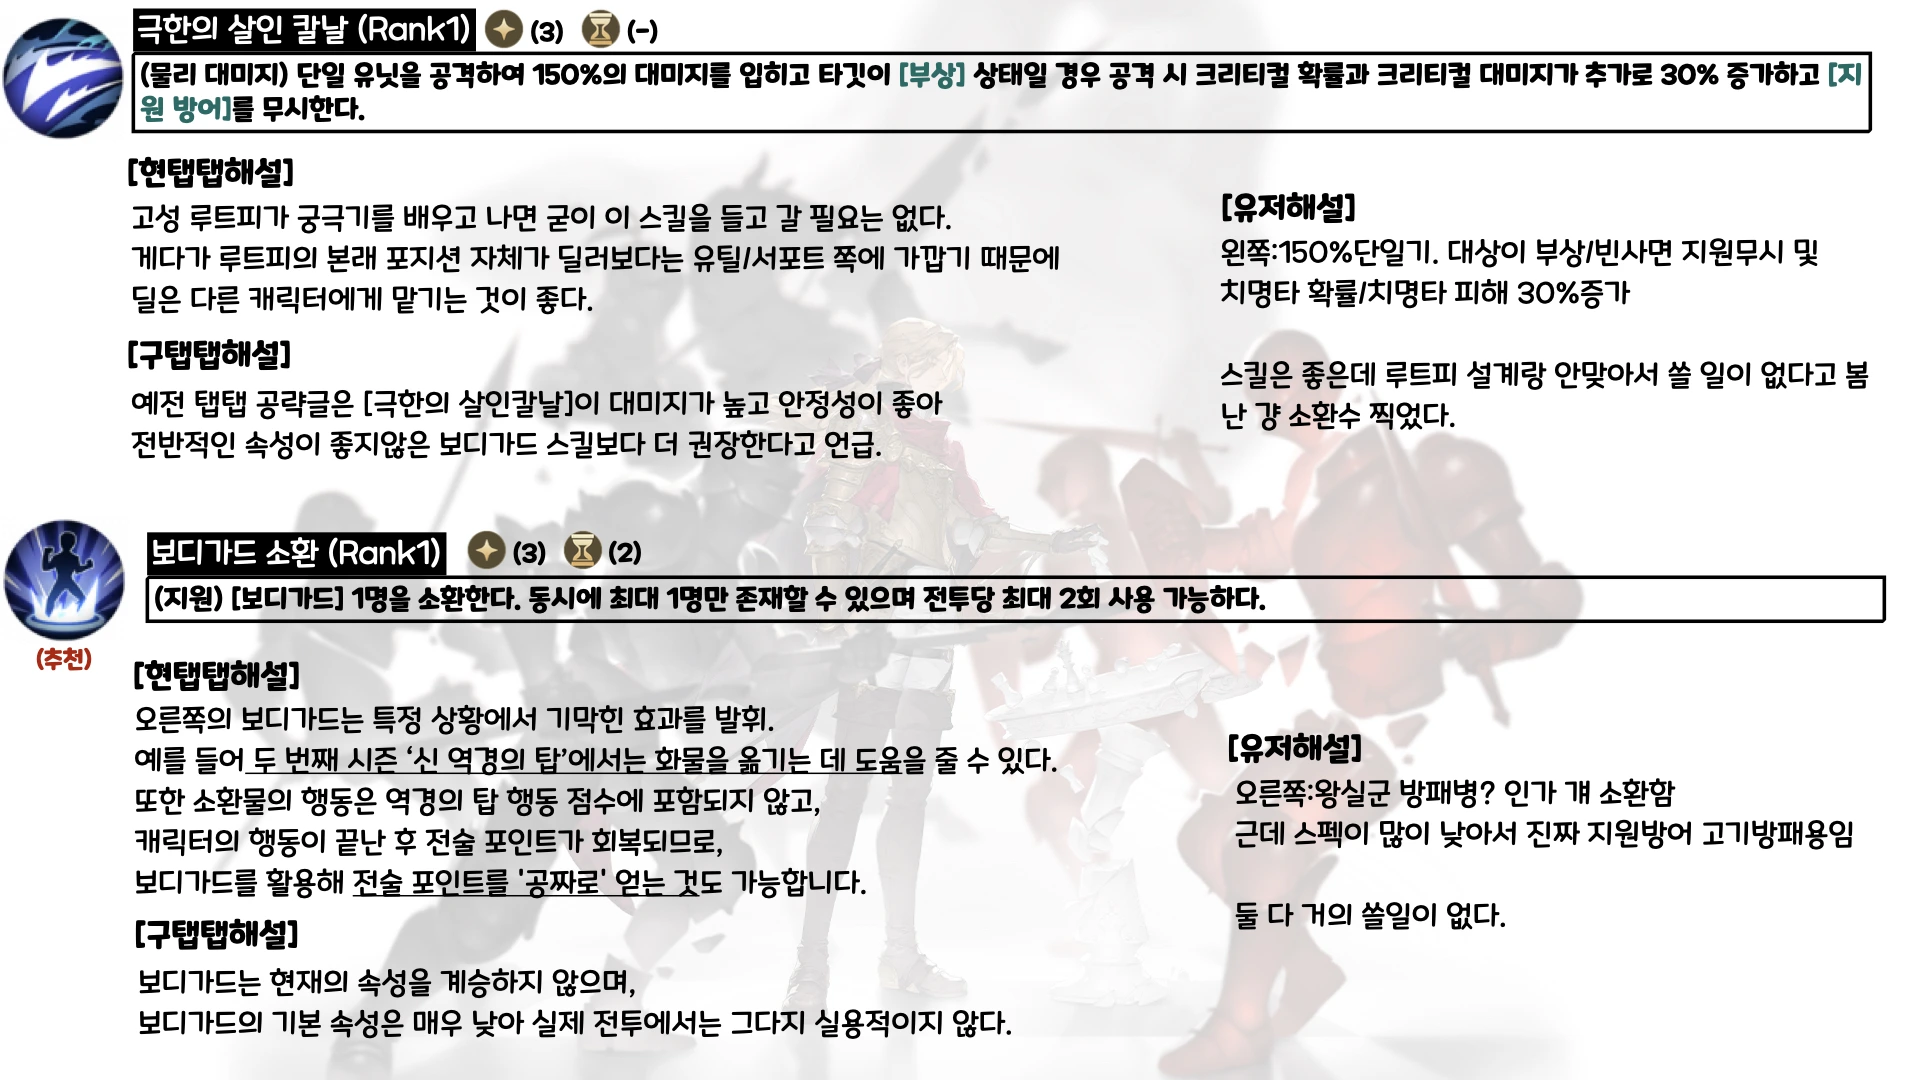 극한의 살인 칼날 (Rank1) (3) (-)
(물리 대미지) 단일 유닛을 공격하여 150%의 대미지를 입히고 타깃이 [부상] 상태일 경우 공격 시 크리티컬 확률과 크리티컬 대미지가 추가로 30% 증가하고 [지
원 방어]를 무시한다.
[현탭탭해설]
고성 루트피가 궁극기를 배우고 나면 굳이 이 스킬을 들고 갈 필요는 없다.
게다가 루트피의 본래 포지션 자체가 딜러보다는 유틸/서포트 쪽에 가깝기 때문에
딜은 다른 캐릭터에게 맡기는 것이 좋다.
[구탭탭해설]
예전 탭탭 공략글은 [극한의 살인칼날]이 대미지가 높고 안정성이 좋아
전반적인 속성이 좋지않은 보디가드 스킬보다 더 권장한다고 언급.
[유저해설]
왼쪽:150%단일기. 대상이 부상/빈사면 지원무시 및
치명타 확률/치명타 피해 30%증가
스킬은 좋은데 루트피 설계랑 안맞아서 쓸 일이 없다고 봄
난 걍 소환수 찍었다.
보디가드 소환 (Rank1) (3) (2)
(지원) [보디가드] 1명을 소환한다. 동시에 최대 1명만 존재할 수 있으며 전투당 최대 2회 사용 가능하다.
(추천)
[현탭탭해설]
오른쪽의 보디가드는 특정 상황에서 기막힌 효과를 발휘.
예를 들어 두 번째 시즌 ‘신 역경의 탑’에서는 화물을 옮기는 데 도움을 줄 수 있다.
또한 소환물의 행동은 역경의 탑 행동 점수에 포함되지 않고,
캐릭터의 행동이 끝난 후 전술 포인트가 회복되므로,
보디가드를 활용해 전술 포인트를 '공짜로' 얻는 것도 가능합니다.
[구탭탭해설]
보디가드는 현재의 속성을 계승하지 않으며,
보디가드의 기본 속성은 매우 낮아 실제 전투에서는 그다지 실용적이지 않다.
[유저해설]
오른쪽:왕실군 방패병? 인가 걔 소환함
근데 스펙이 많이 낮아서 진짜 지원방어 고기방패용임
둘 다 거의 쓸일이 없다.